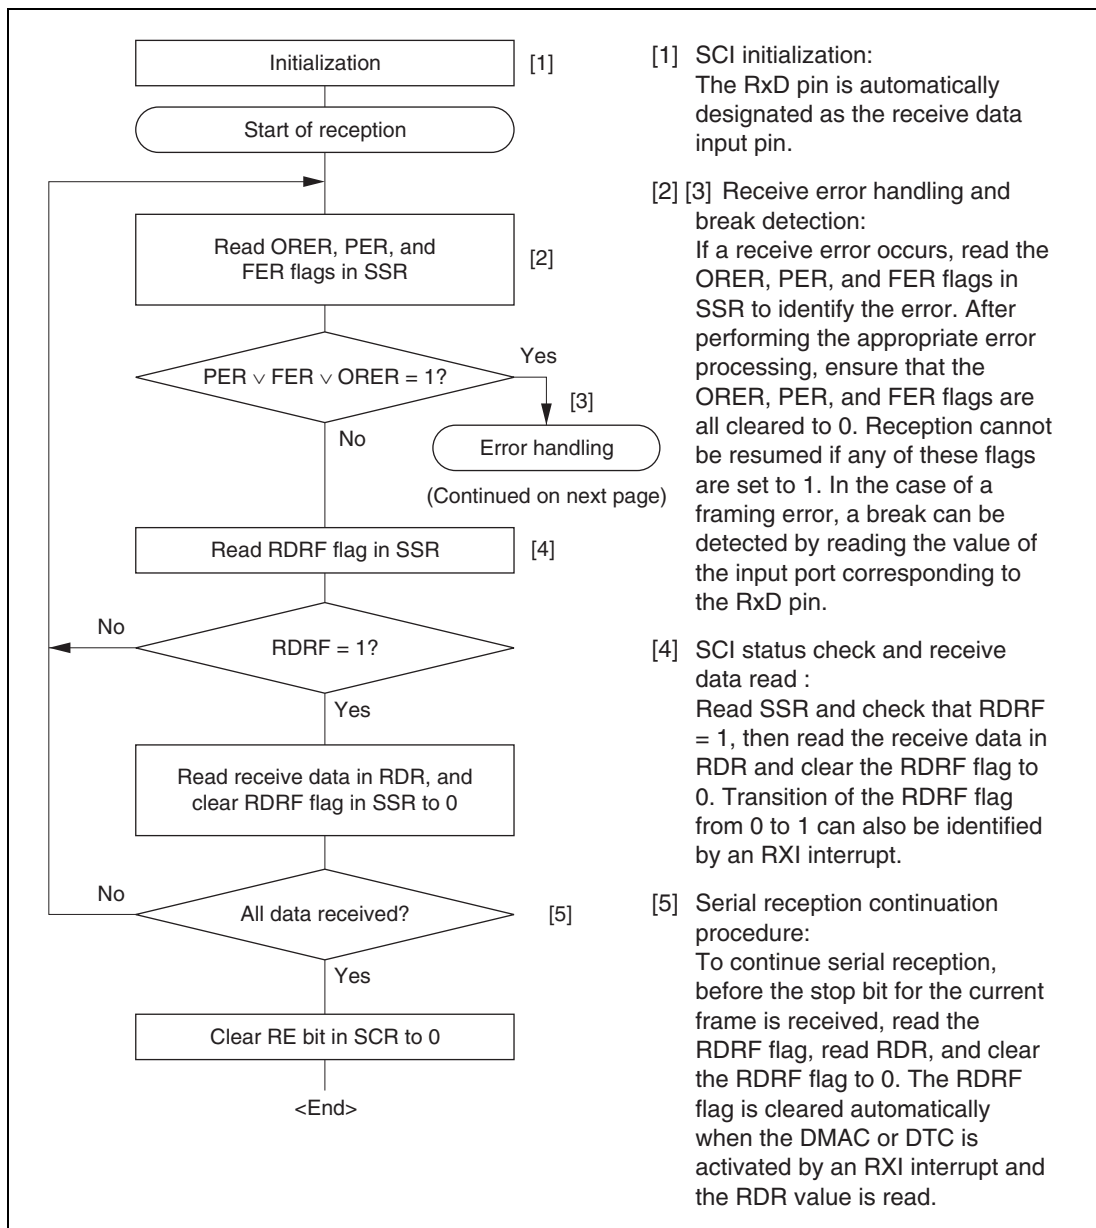 Initialization
[1]
Start of reception
Read ORER, PER, and
FER flags in SSR
[2]
PER ∨ FER ∨ ORER = 1?
Yes
[3]
No
Error handling
(Continued on next page)
Read RDRF flag in SSR
[4]
No
RDRF = 1?
Yes
Read receive data in RDR, and
clear RDRF flag in SSR to 0
No
All data received?
[5]
Yes
Clear RE bit in SCR to 0
<End>
[1] SCI initialization:
The RxD pin is automatically
designated as the receive data
input pin.
[2] [3] Receive error handling and
break detection:
If a receive error occurs, read the
ORER, PER, and FER flags in
SSR to identify the error. After
performing the appropriate error
processing, ensure that the
ORER, PER, and FER flags are
all cleared to 0. Reception cannot
be resumed if any of these flags
are set to 1. In the case of a
framing error, a break can be
detected by reading the value of
the input port corresponding to
the RxD pin.
[4] SCI status check and receive
data read :
Read SSR and check that RDRF
= 1, then read the receive data in
RDR and clear the RDRF flag to
0. Transition of the RDRF flag
from 0 to 1 can also be identified
by an RXI interrupt.
[5] Serial reception continuation
procedure:
To continue serial reception,
before the stop bit for the current
frame is received, read the
RDRF flag, read RDR, and clear
the RDRF flag to 0. The RDRF
flag is cleared automatically
when the DMAC or DTC is
activated by an RXI interrupt and
the RDR value is read.